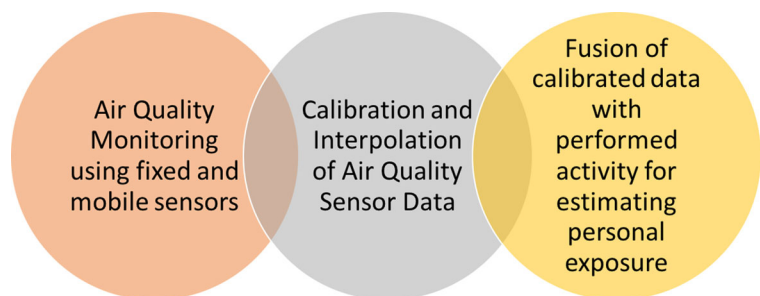 Air Quality
Monitoring
using fixed and
mobile sensors
Calibration and
Interpolation
of Air Quality
Sensor Data
Fusion of
calibrated data
with
performed
activity for
estimating
personal
exposure